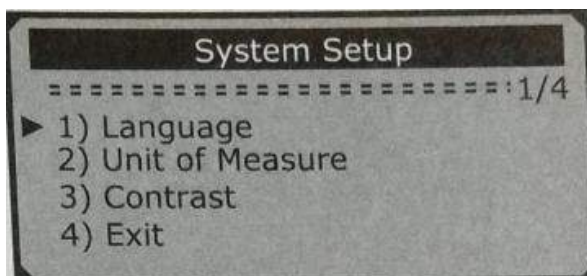 System Setup
========================:1/4
▶ 1) Language
2) Unit of Measure
3) Contrast
4) Exit